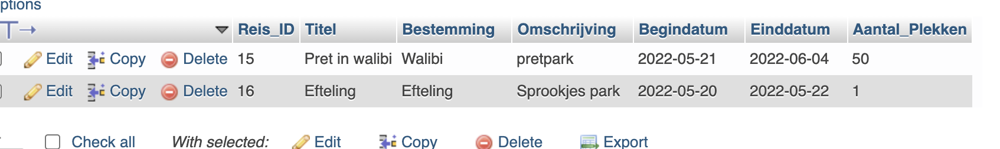 ptions
Reis_ID Titel Bestemming Omschrijving Begindatum Einddatum Aantal_Plekken
Edit Copy Delete 15 Pret in walibi Walibi pretpark 2022-05-21 2022-06-04 50
Edit Copy Delete 16 Efteling Efteling Sprookjes park 2022-05-20 2022-05-22 1
Check all With selected: Edit Copy Delete Export